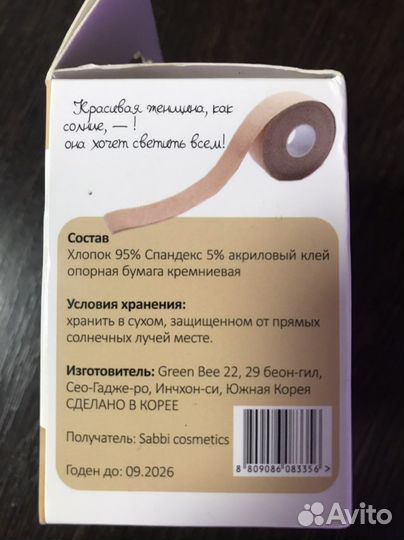 Красивая женщина, как
солнце, — !
она хочет светить всем!
Состав
Хлопок 95% Спандекс 5% акриловый клей
опорная бумага кремниевая
Условия хранения:
хранить в сухом, защищенном от прямых
солнечных лучей месте.
Изготовитель: Green Bee 22, 29 беон-гил,
Сео-Гадже-ро, Инчхон-си, Южная Корея
СДЕЛАНО В КОРЕЕ
Получатель: Sabbi cosmetics
Годен до: 09.2026
8 809086 083356 >
Avito